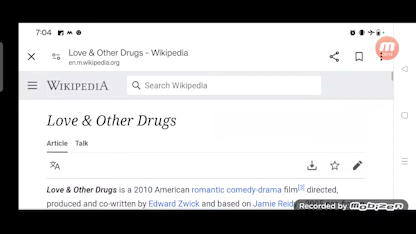 7:04
Love & Other Drugs - Wikipedia
en.m.wikipedia.org
WIKIPEDIA
Search Wikipedia
Love & Other Drugs
Article Talk
Love & Other Drugs is a 2010 American romantic comedy-drama film[3] directed,
produced and co-written by Edward Zwick and based on Jamie Reidy
Recorded by Mobizen